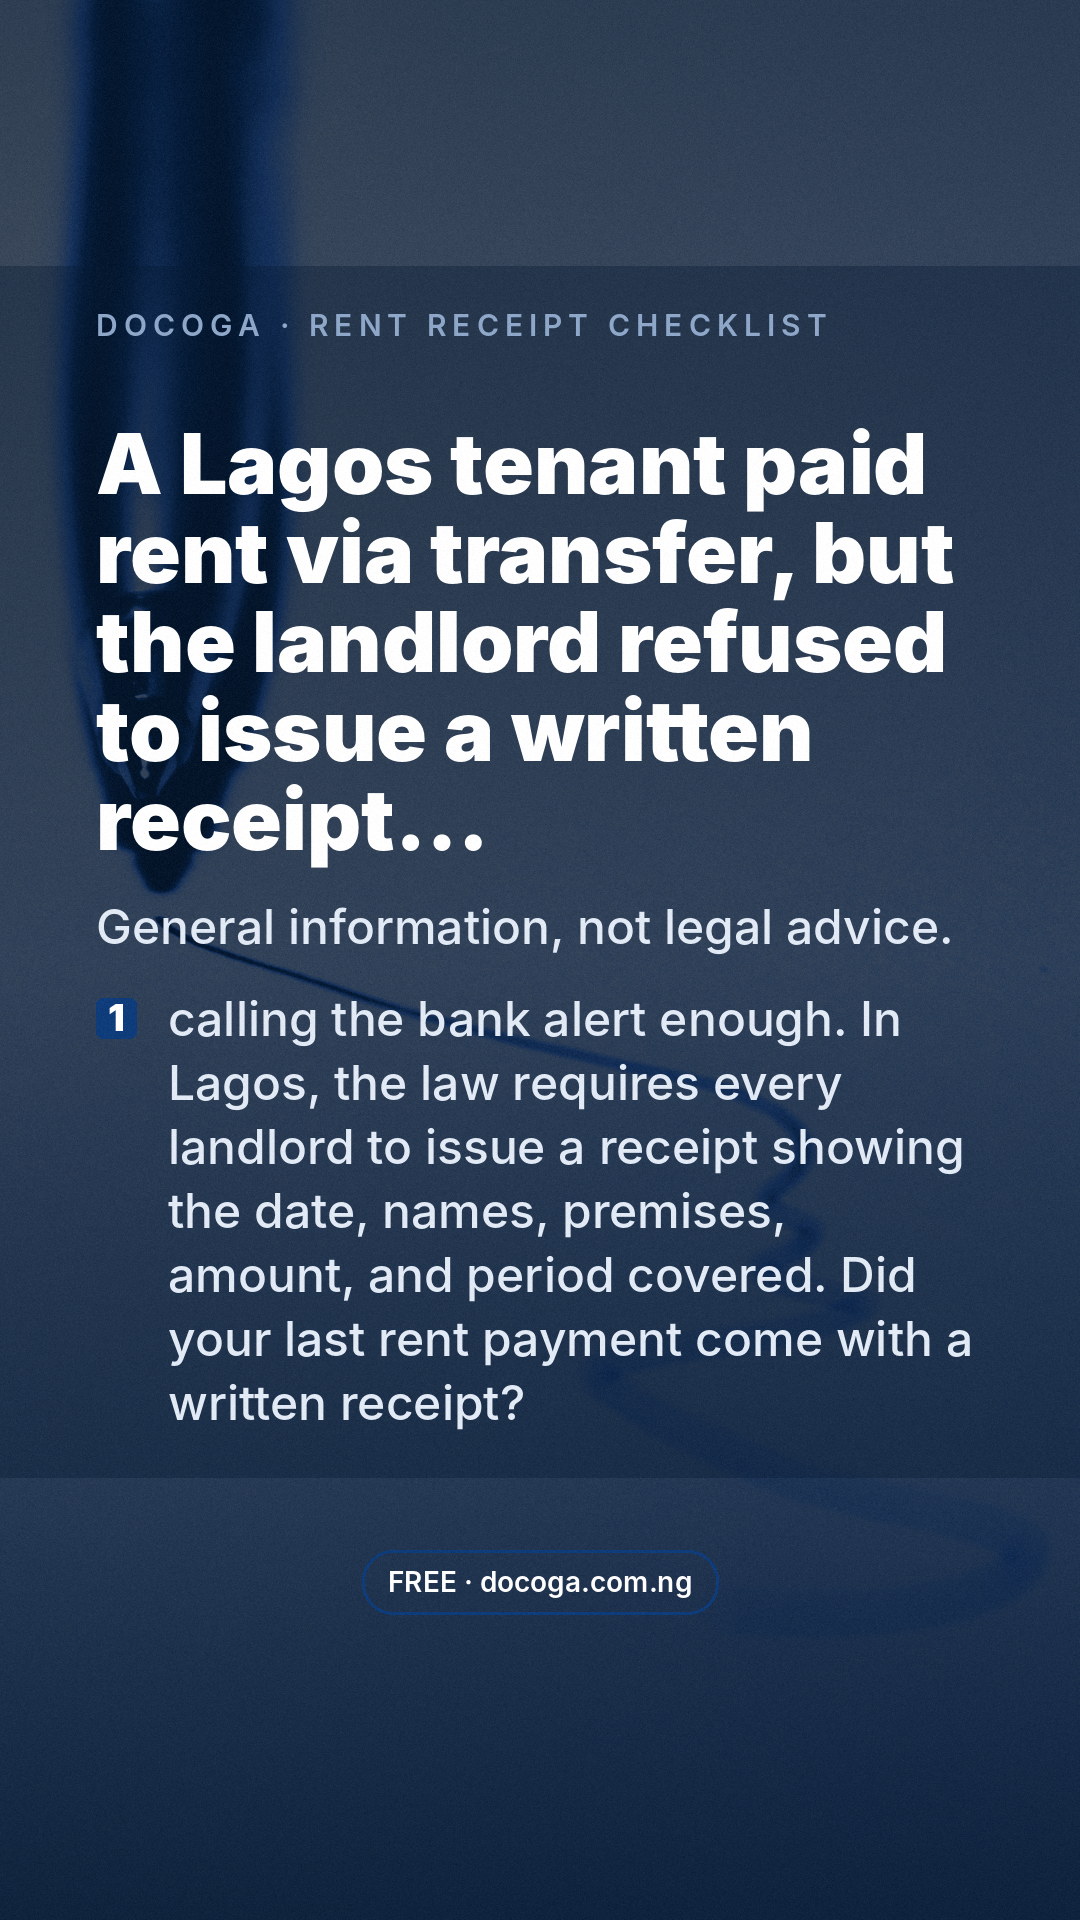 DOCOGA · RENT RECEIPT CHECKLIST
A Lagos tenant paid
rent via transfer, but
the landlord refused
to issue a written
receipt...
General information, not legal advice.
1 calling the bank alert enough. In
Lagos, the law requires every
landlord to issue a receipt showing
the date, names, premises,
amount, and period covered. Did
your last rent payment come with a
written receipt?
FREE · docoga.com.ng